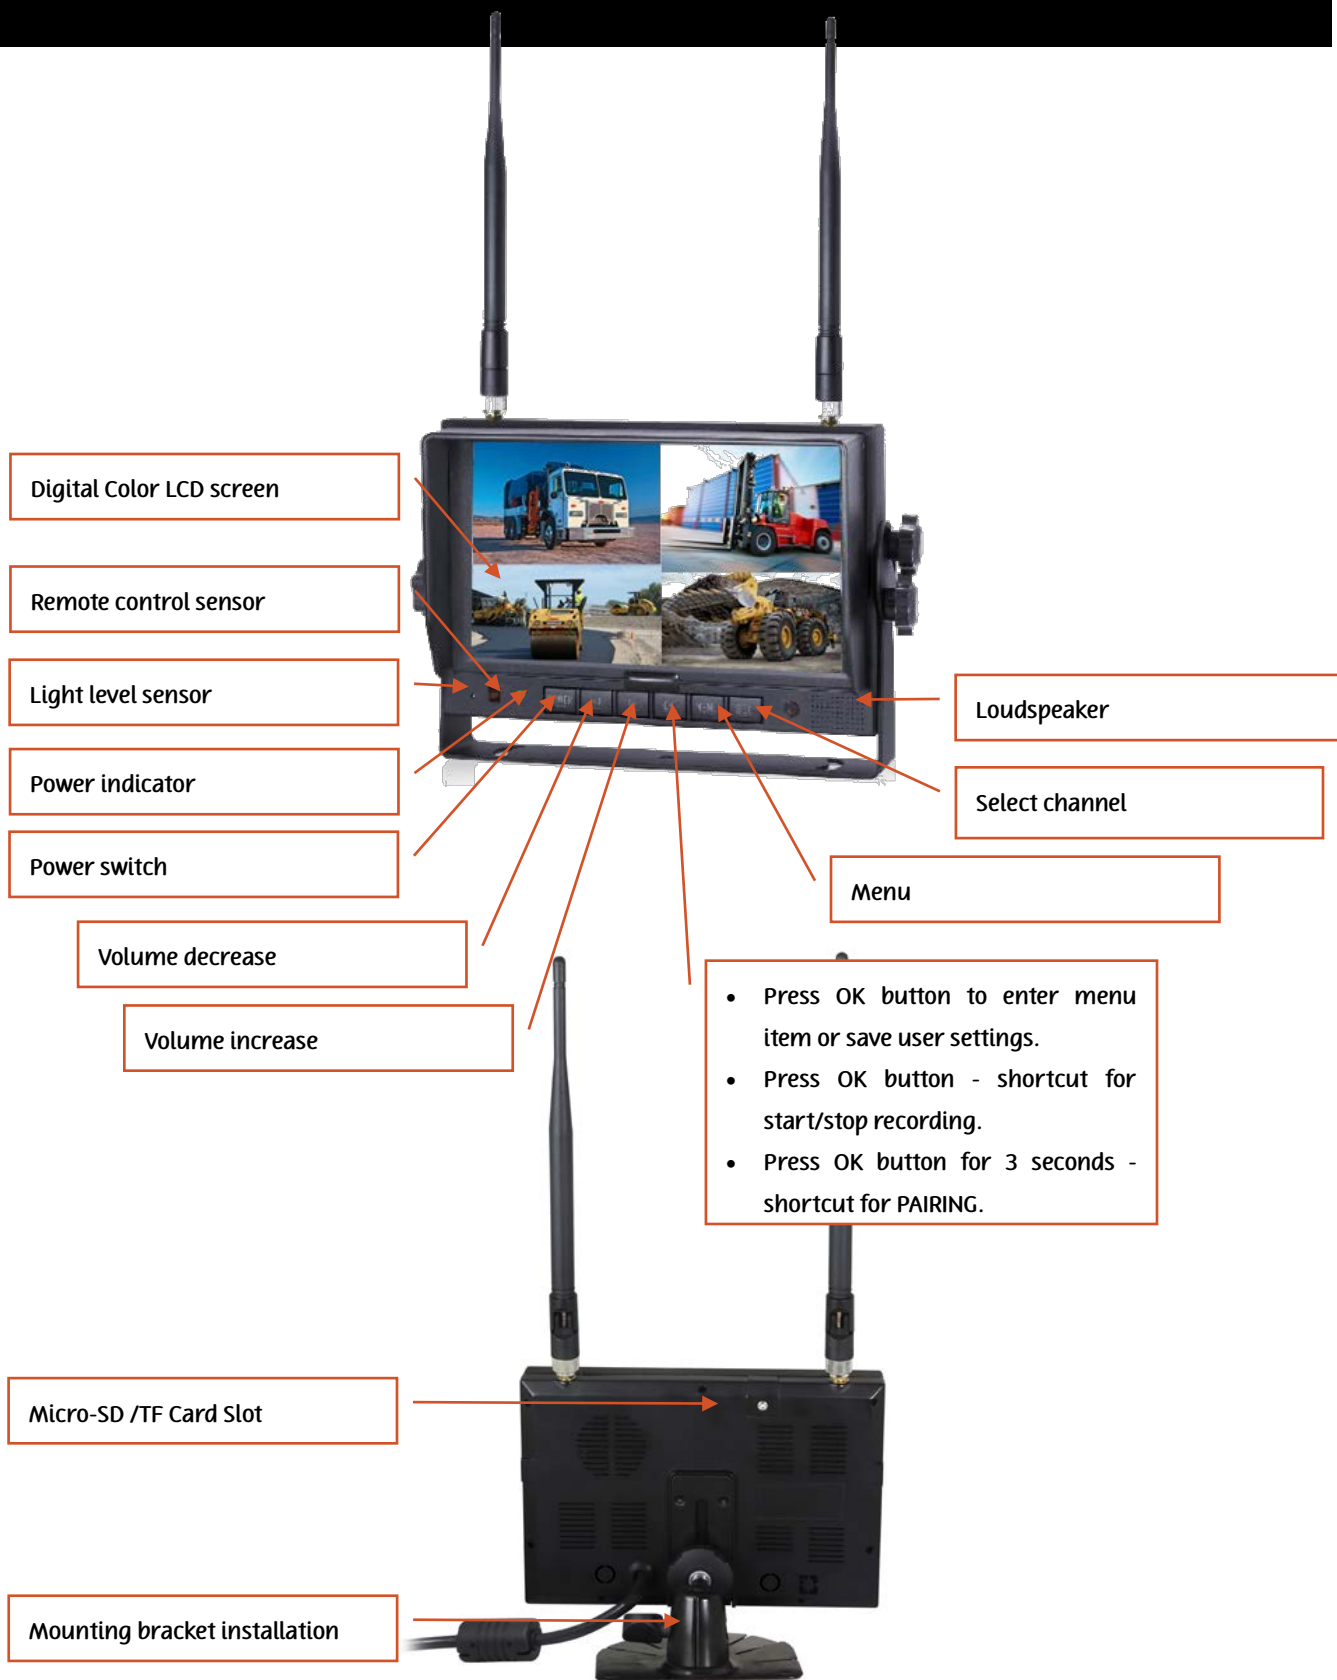 Digital Color LCD screen
Remote control sensor
Light level sensor
Power indicator
Power switch
Volume decrease
Volume increase
Loudspeaker
Select channel
Menu
• Press OK button to enter menu
item or save user settings.
• Press OK button - shortcut for
start/stop recording.
• Press OK button for 3 seconds -
shortcut for PAIRING.
Micro-SD /TF Card Slot
Mounting bracket installation